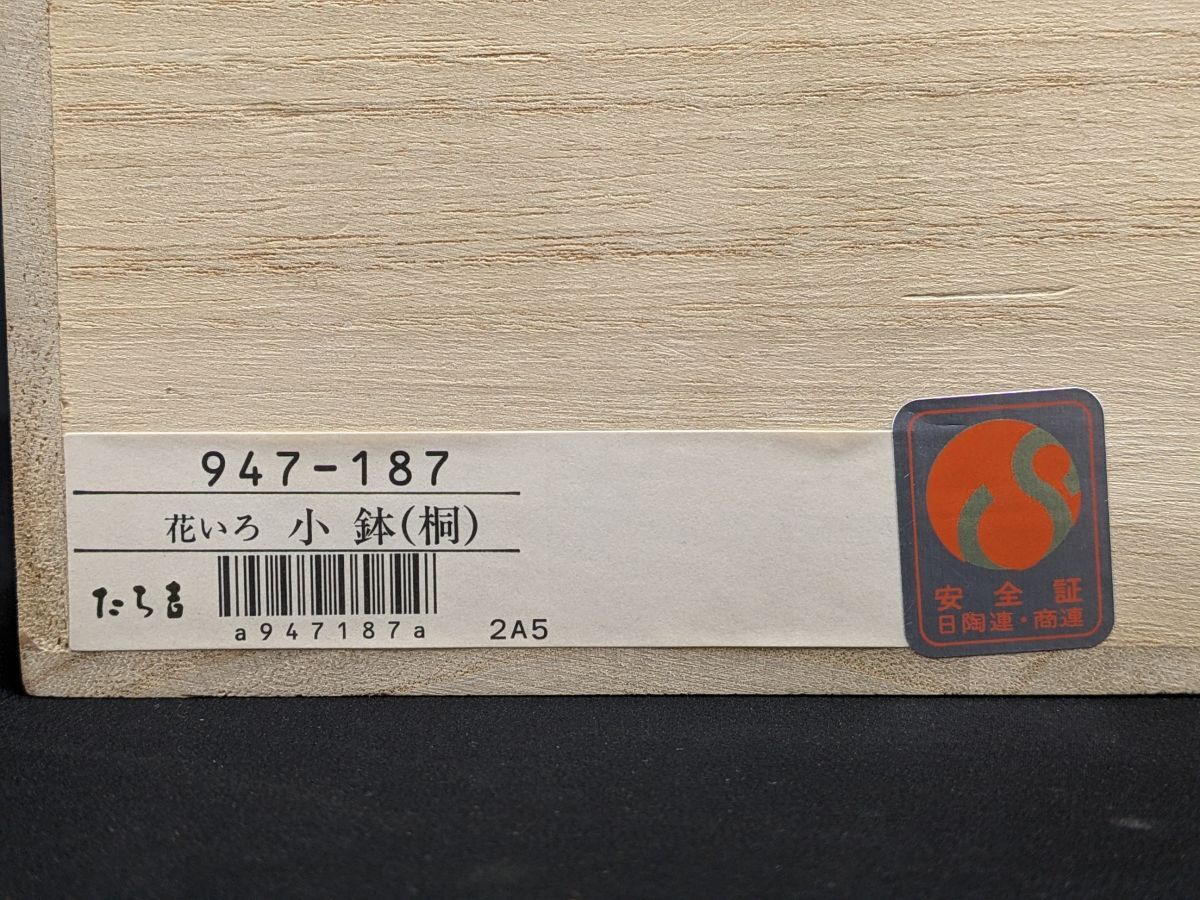 947-187
花いろ 小 鉢(桐)
たち吉
a947187a
2A5
安全証
日陶連・商連